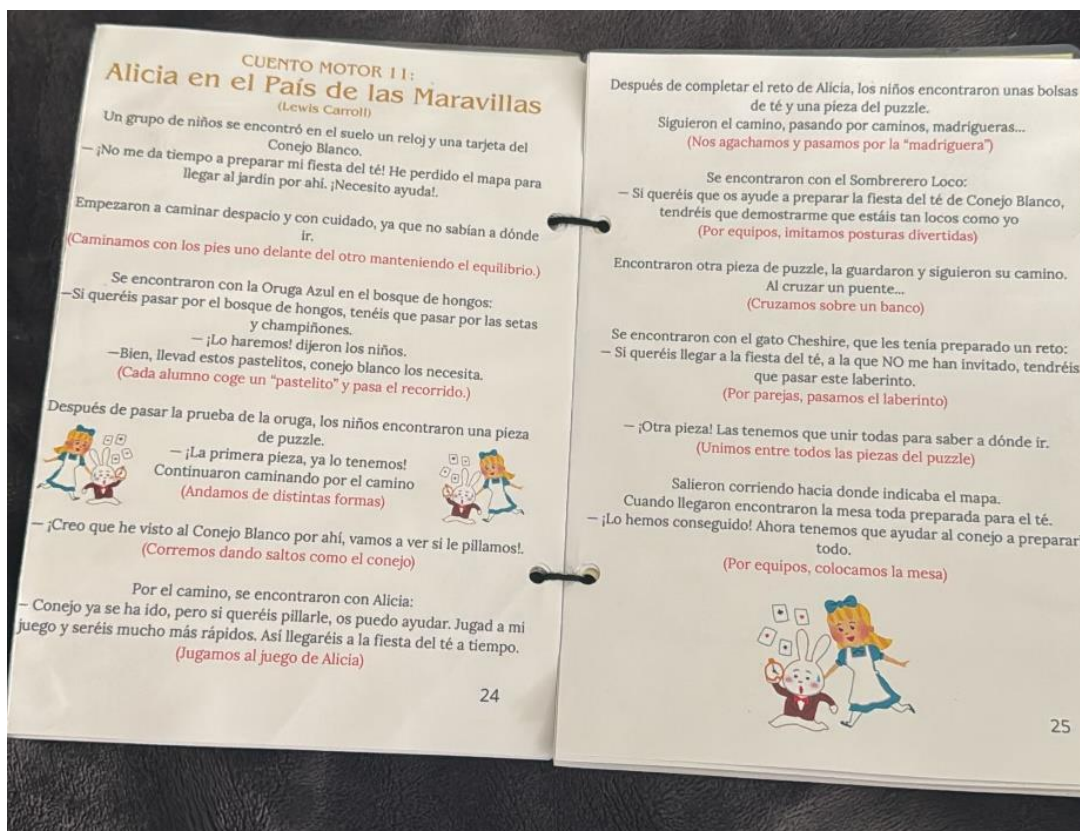 CUENTO MOTOR 11:
Alicia en el País de las Maravillas
(Lewis Carroll)
Un grupo de niños se encontró en el suelo un reloj y una tarjeta del
Conejo Blanco.
— ¡No me da tiempo a preparar mi fiesta del té! He perdido el mapa para
llegar al jardín por ahí. ¡Necesito ayuda!.
Empezaron a caminar despacio y con cuidado, ya que no sabían a dónde
ir.
(Caminamos con los pies uno delante del otro manteniendo el equilibrio.)
Se encontraron con la Oruga Azul en el bosque de hongos:
—Si queréis pasar por el bosque de hongos, tenéis que pasar por las setas
y champiñones.
— ¡Lo haremos! dijeron los niños.
—Bien, llevad estos pastelitos, conejo blanco los necesita.
(Cada alumno coge un “pastelito” y pasa el recorrido.)
Después de pasar la prueba de la oruga, los niños encontraron una pieza
de puzzle.
— ¡La primera pieza, ya lo tenemos!
Continuaron caminando por el camino
(Andamos de distintas formas)
— ¡Creo que he visto al Conejo Blanco por ahí, vamos a ver si le pillamos!.
(Corremos dando saltos como el conejo)
Por el camino, se encontraron con Alicia:
— Conejo ya se ha ido, pero si queréis pillarle, os puedo ayudar. Jugad a mi
juego y seréis mucho más rápidos. Así llegaréis a la fiesta del té a tiempo.
(Jugamos al juego de Alicia)
24
Después de completar el reto de Alicia, los niños encontraron unas bolsas
de té y una pieza del puzzle.
Siguieron el camino, pasando por caminos, madrigueras...
(Nos agachamos y pasamos por la “madriguera”)
Se encontraron con el Sombrerero Loco:
— Si queréis que os ayude a preparar la fiesta del té de Conejo Blanco,
tendréis que demostrarme que estáis tan locos como yo
(Por equipos, imitamos posturas divertidas)
Encontraron otra pieza de puzzle, la guardaron y siguieron su camino.
Al cruzar un puente...
(Cruzamos sobre un banco)
Se encontraron con el gato Cheshire, que les tenía preparado un reto:
— Si queréis llegar a la fiesta del té, a la que NO me han invitado, tendréis
que pasar este laberinto.
(Por parejas, pasamos el laberinto)
— ¡Otra pieza! Las tenemos que unir todas para saber a dónde ir.
(Unimos entre todos las piezas del puzzle)
Salieron corriendo hacia donde indicaba el mapa.
Cuando llegaron encontraron la mesa toda preparada para el té.
— ¡Lo hemos conseguido! Ahora tenemos que ayudar al conejo a preparar
todo.
(Por equipos, colocamos la mesa)
25